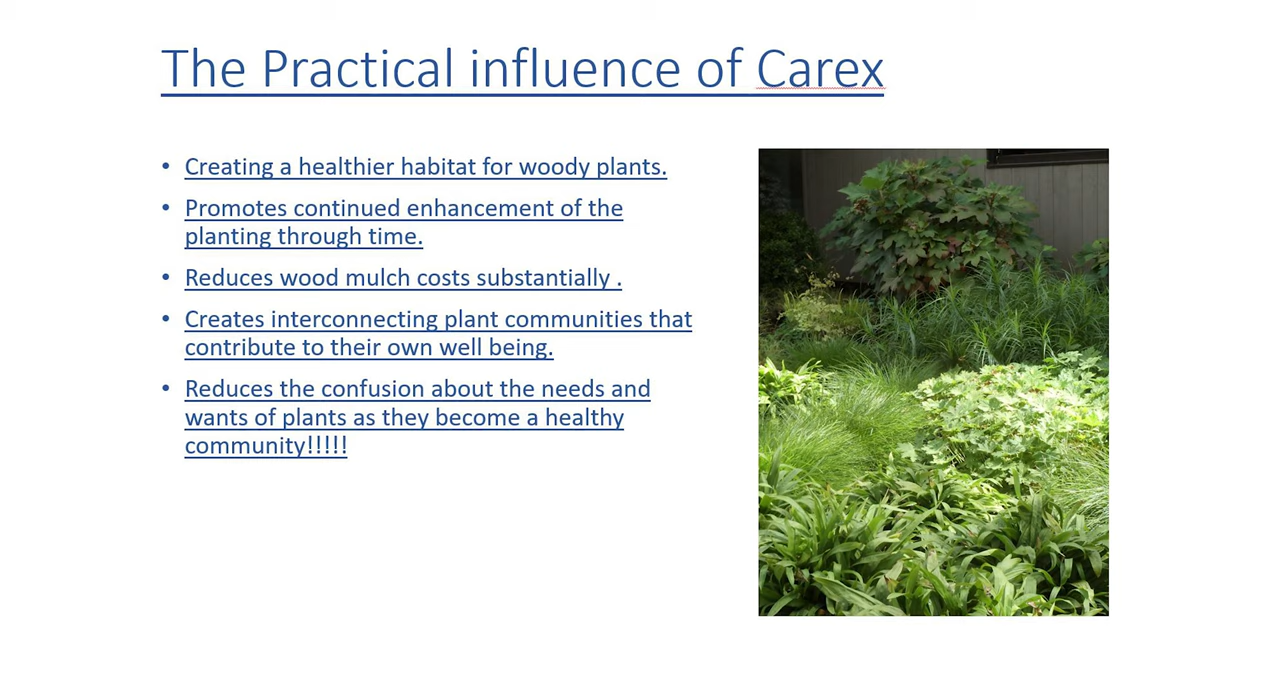 The Practical influence of Carex
• Creating a healthier habitat for woody plants.
• Promotes continued enhancement of the
planting through time.
• Reduces wood mulch costs substantially .
• Creates interconnecting plant communities that
contribute to their own well being.
• Reduces the confusion about the needs and
wants of plants as they become a healthy
community!!!!!